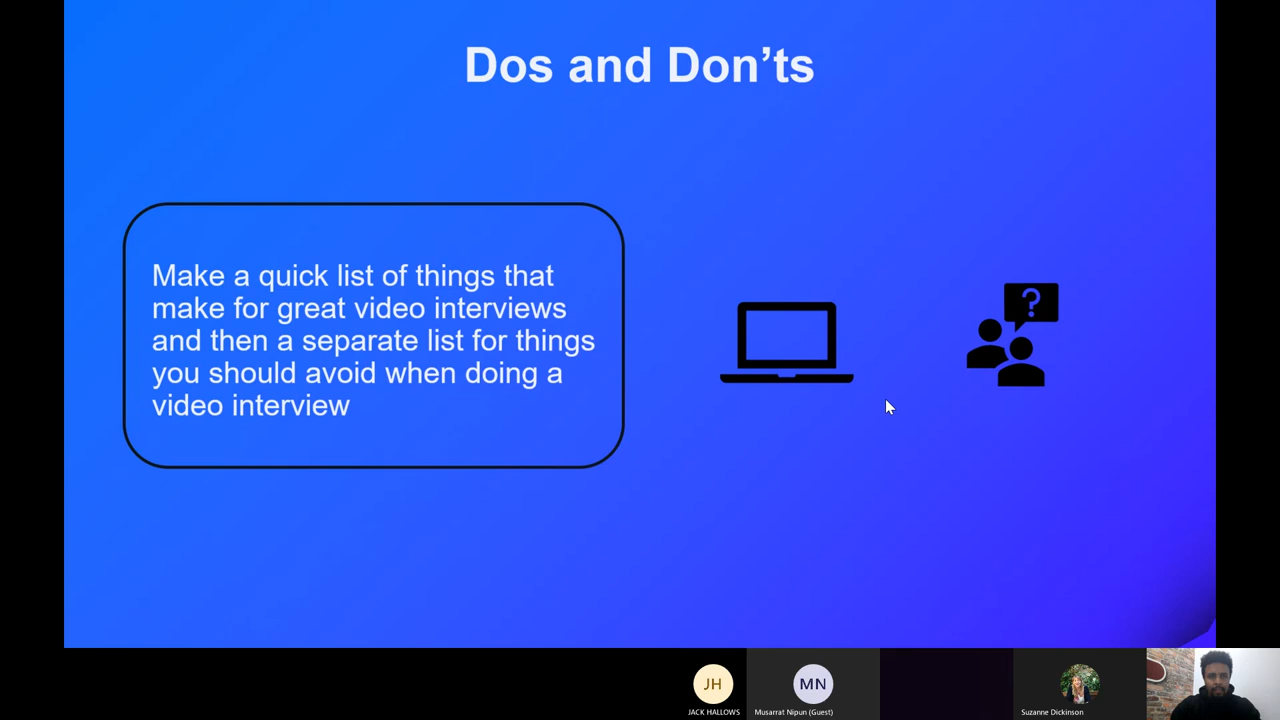 Dos and Don’ts
Make a quick list of things that
make for great video interviews
and then a separate list for things
you should avoid when doing a
video interview
?
JH
MN
JACK HALLOWS
Musarrat Nipun (Guest)
Suzanne Dickinson